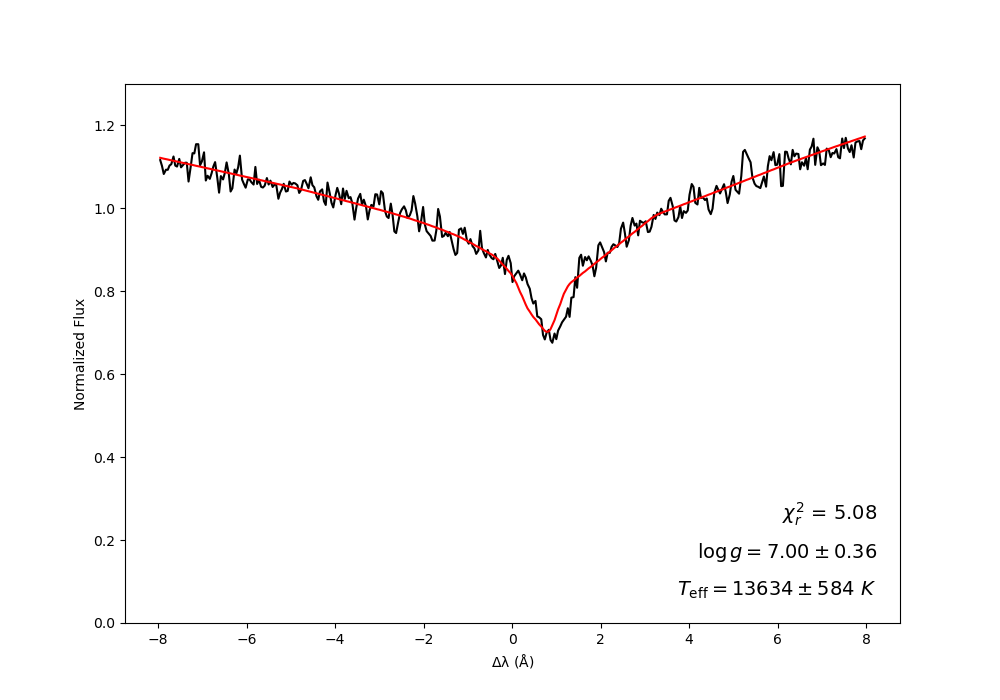 1.2
1.0
0.8
0.6
0.4
0.2
0.0
Normalized Flux
χ²ᵣ = 5.08
log g = 7.00 ± 0.36
T_eff = 13634 ± 584 K
−8 −6 −4 −2 0 2 4 6 8
Δλ (Å)